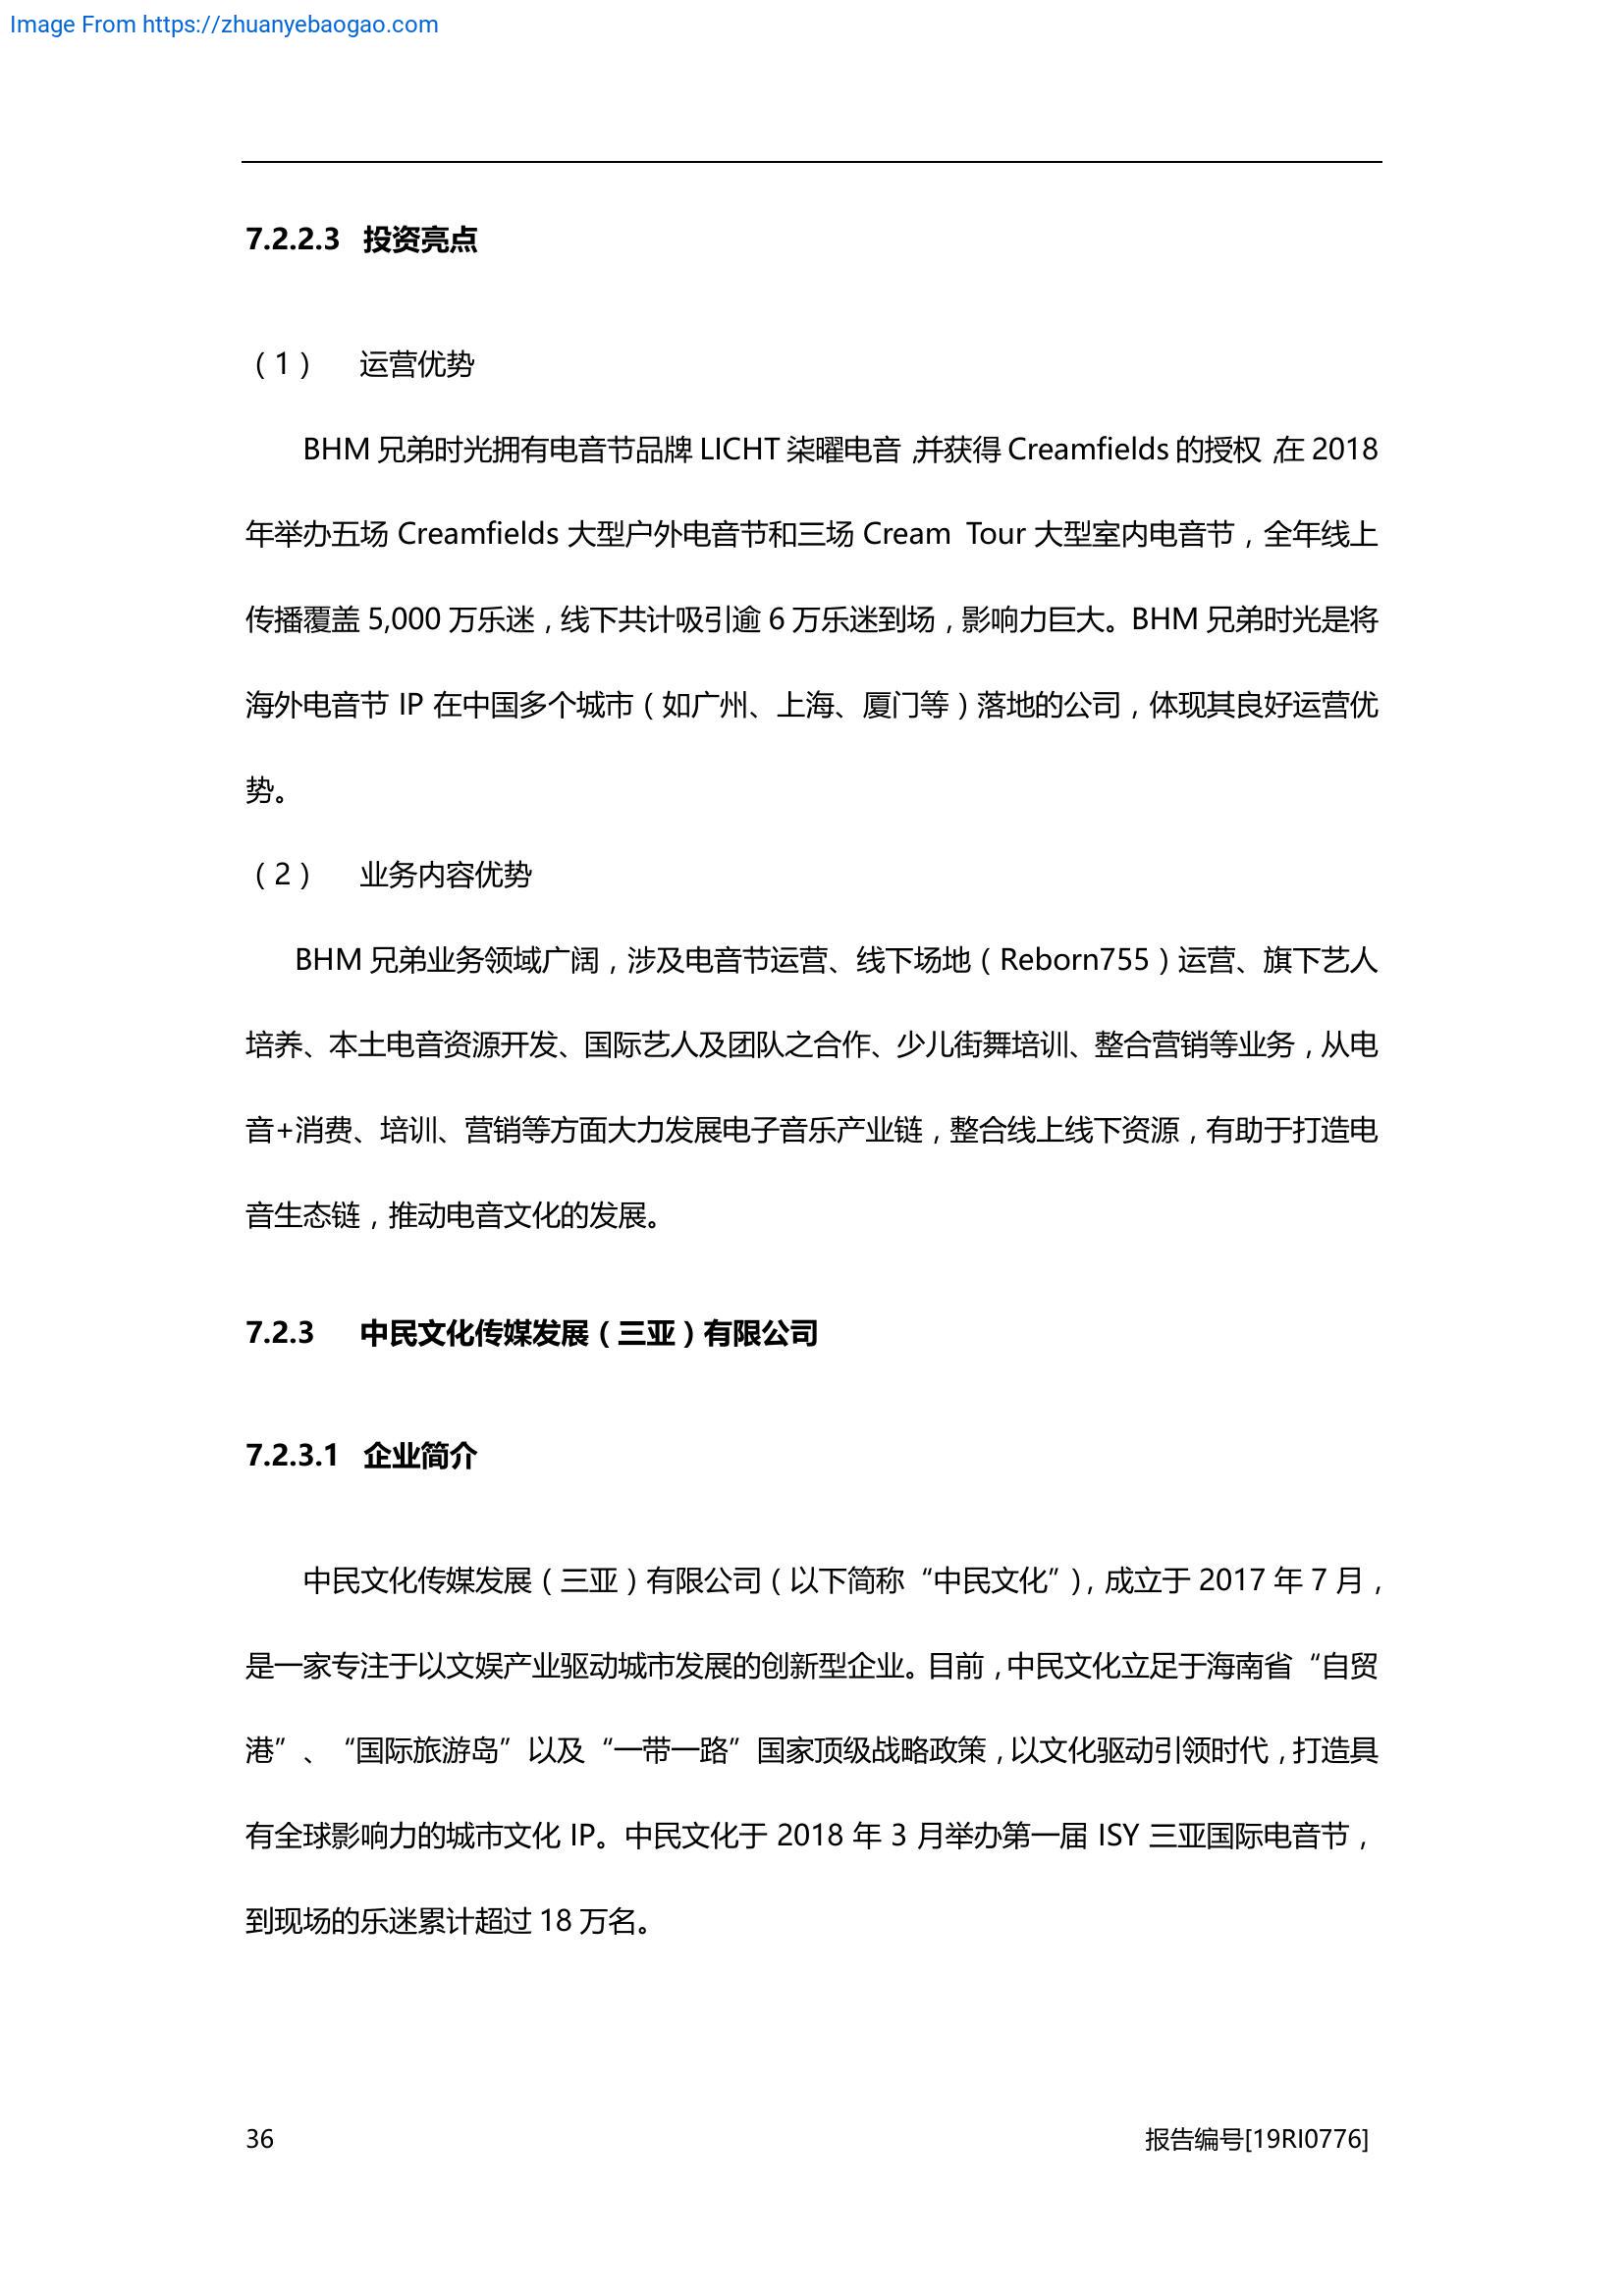 Image From https://zhuanyebaogao.com
7.2.2.3 投资亮点
（1） 运营优势
BHM 兄弟时光拥有电音节品牌 LICHT 柒曜电音，并获得 Creamfields 的授权，在 2018
年举办五场 Creamfields 大型户外电音节和三场 Cream Tour 大型室内电音节，全年线上
传播覆盖 5,000 万乐迷，线下共计吸引逾 6 万乐迷到场，影响力巨大。BHM 兄弟时光是将
海外电音节 IP 在中国多个城市（如广州、上海、厦门等）落地的公司，体现其良好运营优
势。
（2） 业务内容优势
BHM 兄弟业务领域广阔，涉及电音节运营、线下场地（Reborn755）运营、旗下艺人
培养、本土电音资源开发、国际艺人及团队之合作、少儿街舞培训、整合营销等业务，从电
音+消费、培训、营销等方面大力发展电子音乐产业链，整合线上线下资源，有助于打造电
音生态链，推动电音文化的发展。
7.2.3 中民文化传媒发展（三亚）有限公司
7.2.3.1 企业简介
中民文化传媒发展（三亚）有限公司（以下简称“中民文化”），成立于 2017 年 7 月，
是一家专注于以文娱产业驱动城市发展的创新型企业。目前，中民文化立足于海南省“自贸
港”、“国际旅游岛”以及“一带一路”国家顶级战略政策，以文化驱动引领时代，打造具
有全球影响力的城市文化 IP。中民文化于 2018 年 3 月举办第一届 ISY 三亚国际电音节，
到现场的乐迷累计超过 18 万名。
36 报告编号[19RI0776]